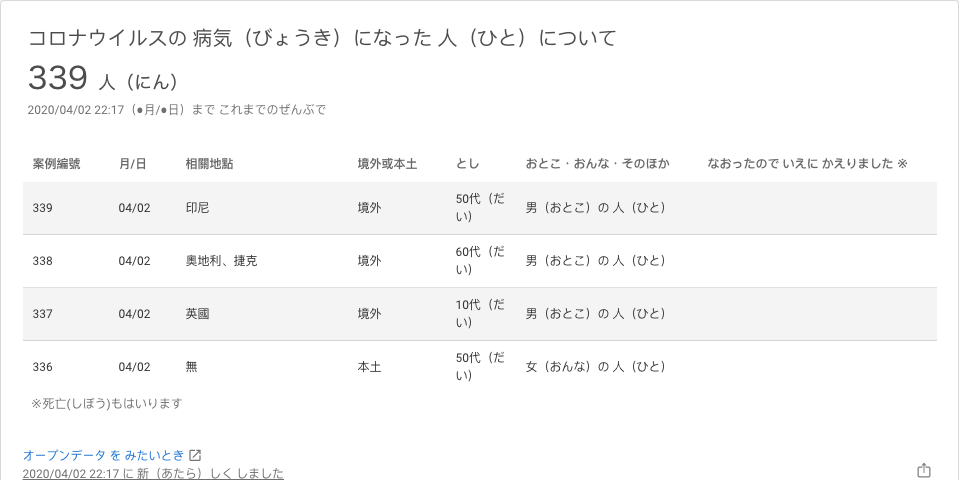 コロナウイルスの 病気（びょうき）になった 人（ひと）について
339 人（にん）
2020/04/02 22:17（●月/●日）まで これまでのぜんぶで
案例編號 月/日 相關地點 境外或本土 とし おとこ・おんな・そのほか なおったので いえに かえりました ※
339 04/02 印尼 境外 50代（だい） 男（おとこ）の 人（ひと）
338 04/02 奧地利、捷克 境外 60代（だい） 男（おとこ）の 人（ひと）
337 04/02 英國 境外 10代（だい） 男（おとこ）の 人（ひと）
336 04/02 無 本土 50代（だい） 女（おんな）の 人（ひと）
※死亡(しぼう)もはいります
オープンデータ を みたいとき
2020/04/02 22:17 に 新（あたら）しく しました